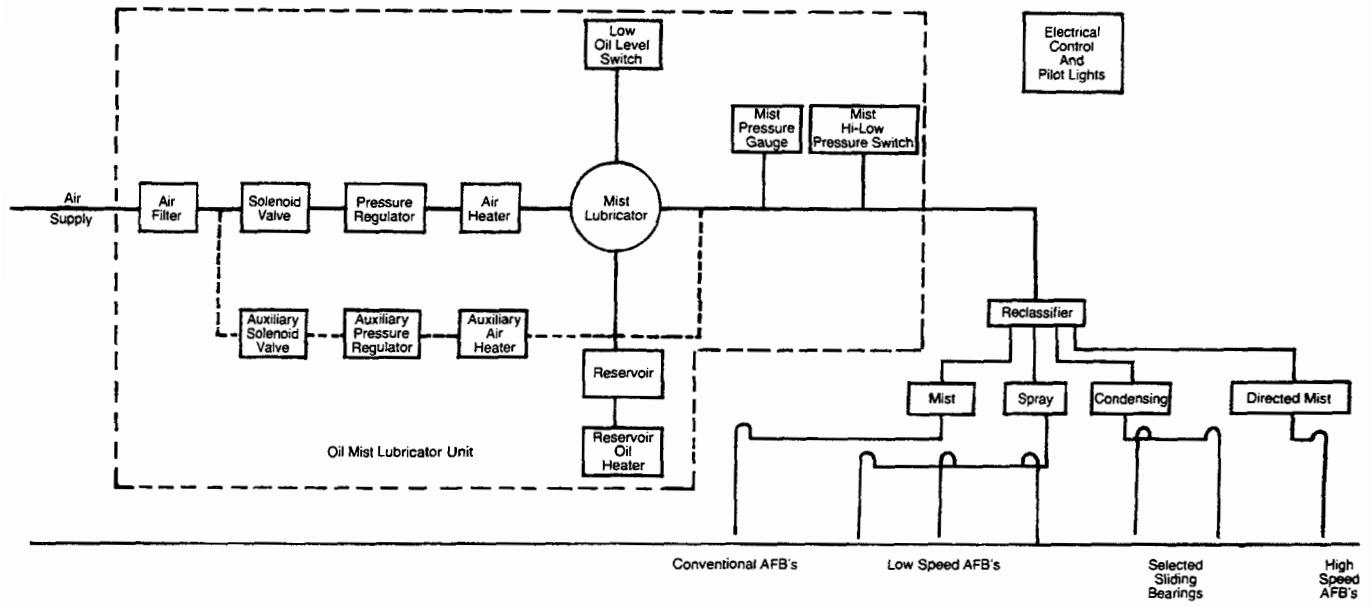 Low
Oil Level
Switch
Electrical
Control
And
Pilot Lights
Mist
Pressure
Gauge
Mist
Hi-Low
Pressure Switch
Air
Supply
Air
Filter
Solenoid
Valve
Pressure
Regulator
Air
Heater
Mist
Lubricator
Auxiliary
Solenoid
Valve
Auxiliary
Pressure
Regulator
Auxiliary
Air
Heater
Reclassifier
Reservoir
Mist
Spray
Condensing
Directed Mist
Reservoir
Oil
Heater
Oil Mist Lubricator Unit
Conventional AFB's
Low Speed AFB's
Selected
Sliding
Bearings
High
Speed
AFB's